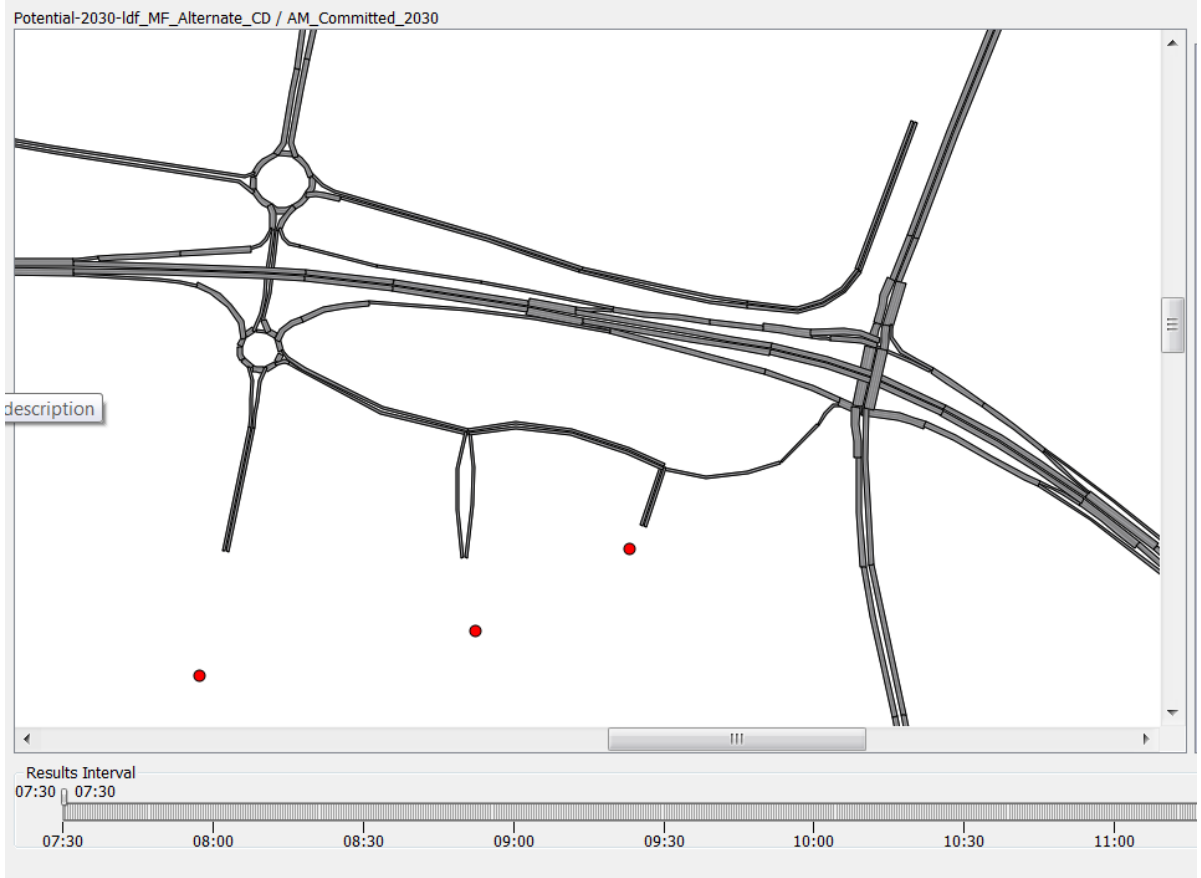 Potential-2030-ldf_MF_Alternate_CD / AM_Committed_2030
description
Results Interval
07:30 07:30
07:30 08:00 08:30 09:00 09:30 10:00 10:30 11:00